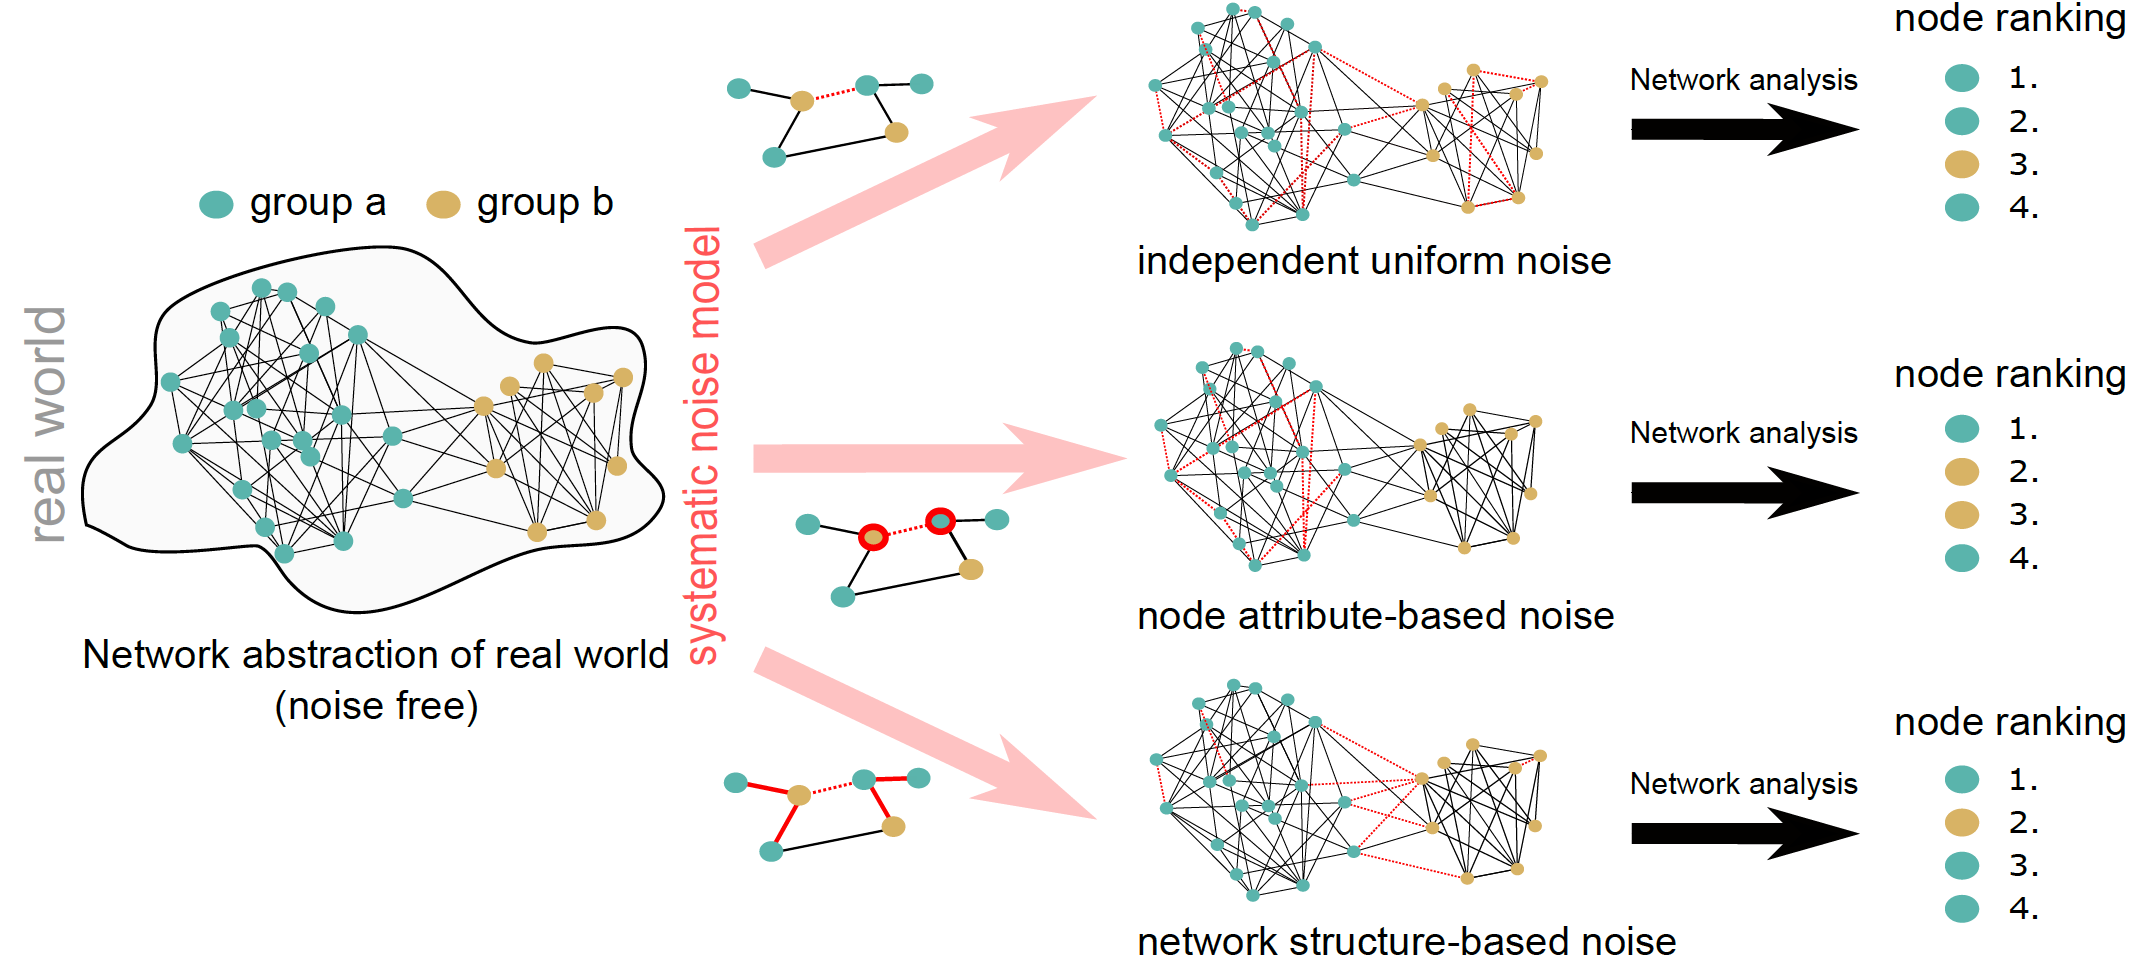 real world
group a
group b
Network abstraction of real world
(noise free)
systematic noise model
independent uniform noise
Network analysis
node ranking
1.
2.
3.
4.
node attribute-based noise
Network analysis
node ranking
1.
2.
3.
4.
network structure-based noise
Network analysis
node ranking
1.
2.
3.
4.